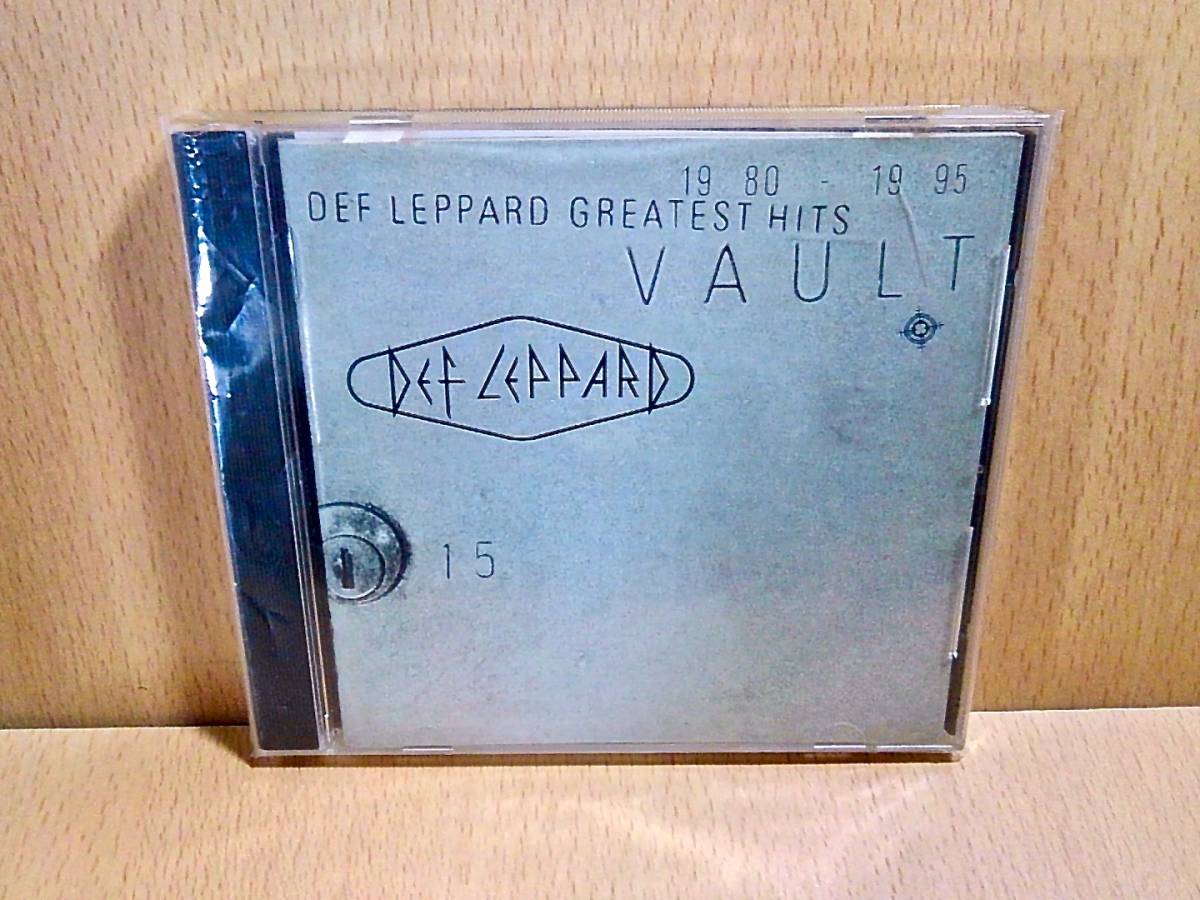 19 80 - 19 95
DEF LEPPARD GREATEST HITS
VAULT
DEF LEPPARD
15